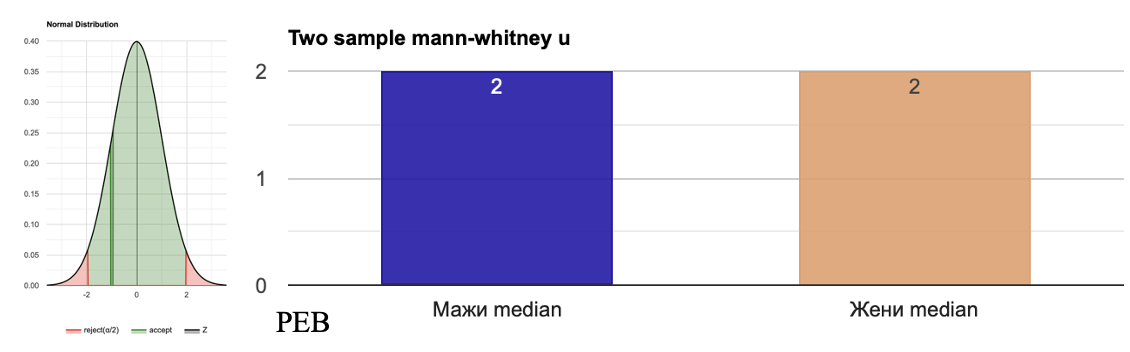 Normal Distribution
0.40
0.35
0.30
0.25
0.20
0.15
0.10
0.05
0.00
-2 0 2
reject(α/2) accept Z
Two sample mann-whitney u
2
1
0
2 2
Мажи median Жени median
РЕВ